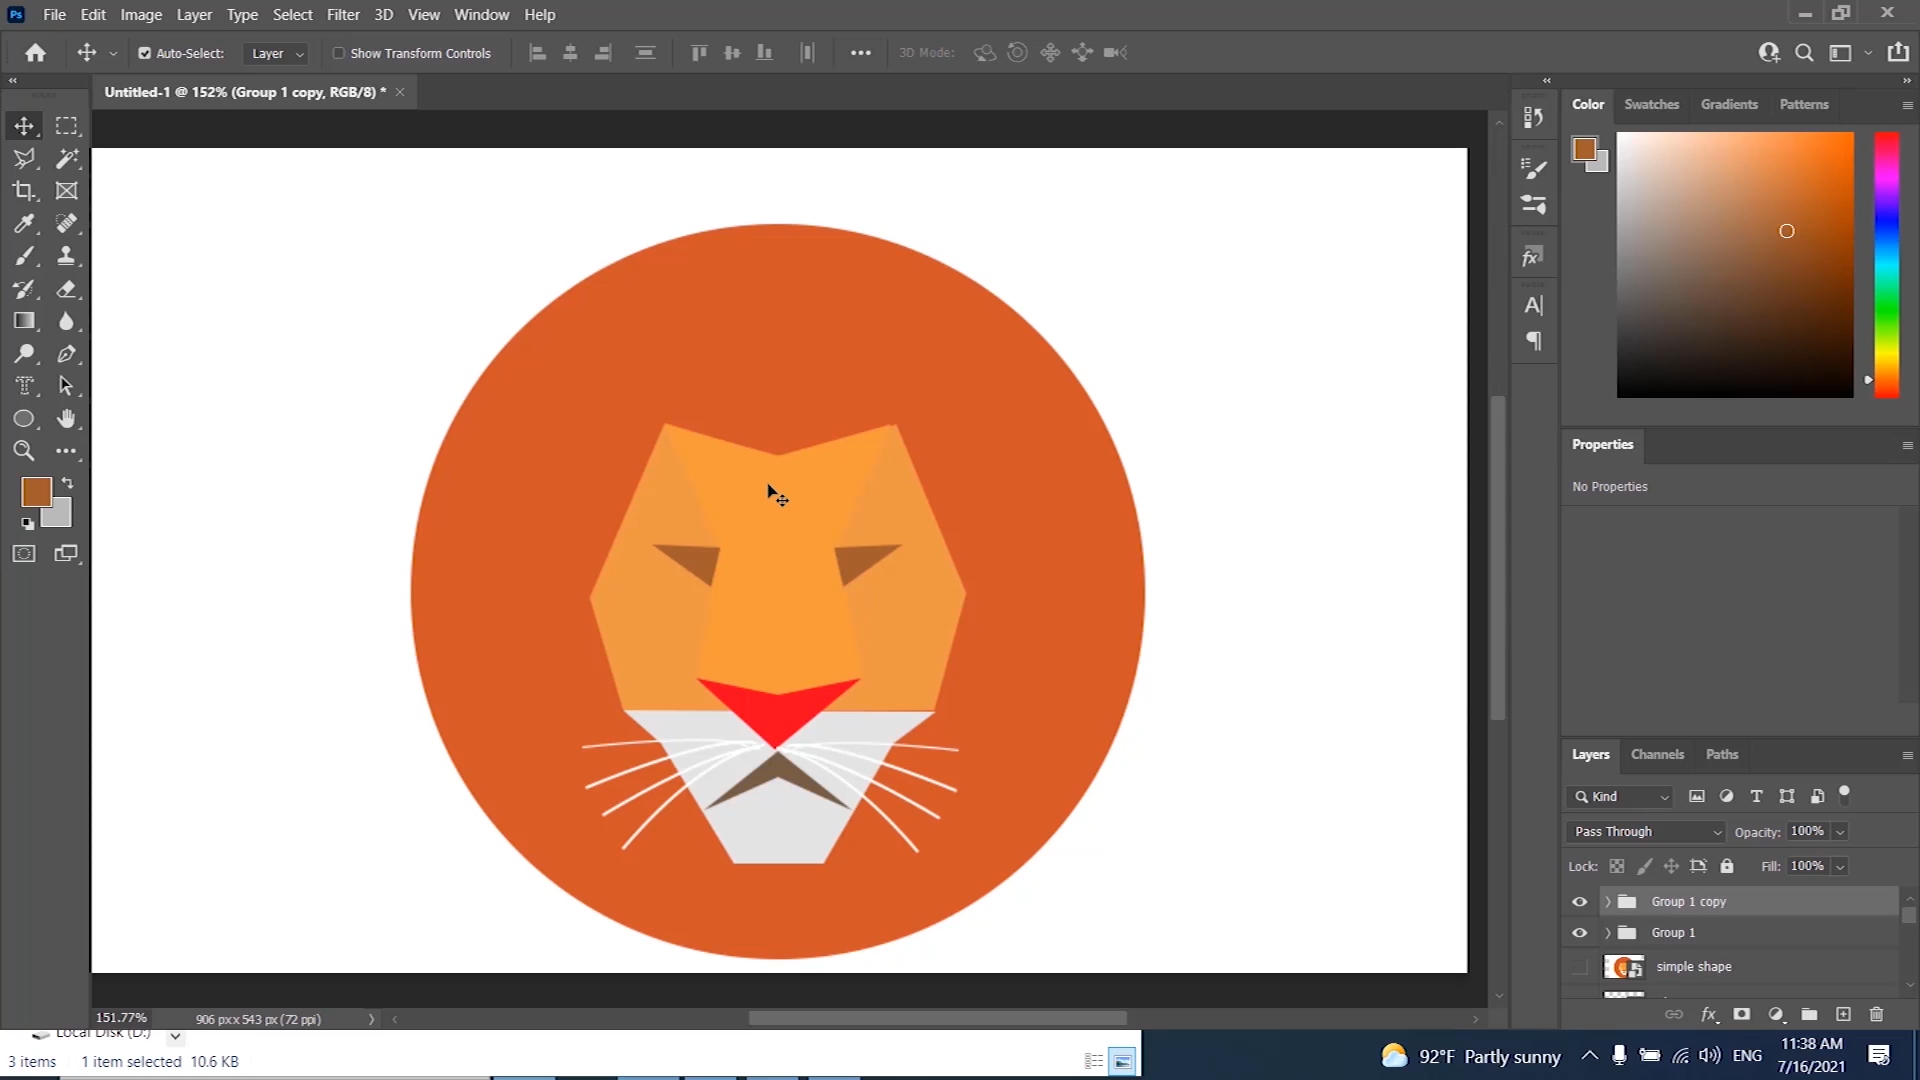 Ps File Edit Image Layer Type Select Filter 3D View Window Help
Auto-Select: Layer Show Transform Controls 3D Mode:
Untitled-1 @ 152% (Group 1 copy, RGB/8) *
Color Swatches Gradients Patterns
Properties
No Properties
Layers Channels Paths
Kind
Pass Through Opacity: 100%
Lock: Fill: 100%
Group 1 copy
Group 1
simple shape
151.77% 906 px x 543 px (72 ppi)
Local Disk (D:)
3 items 1 item selected 10.6 KB
92°F Partly sunny ENG 11:38 AM
7/16/2021